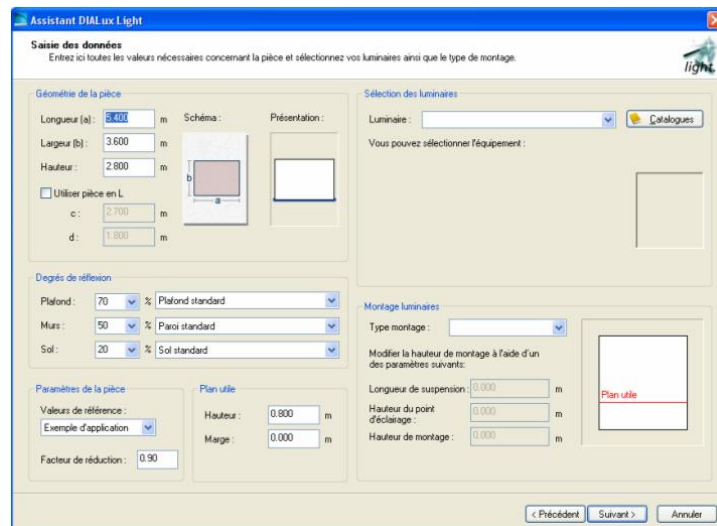 Assistant DIALux Light
Saisie des données
Entrez ici toutes les valeurs nécessaires concernant la pièce et sélectionnez vos luminaires ainsi que le type de montage.
light
Géométrie de la pièce
Longueur (a) : 5.400 m Schéma : Présentation :
Largeur (b) : 3.600 m
Hauteur : 2.800 m
b
a
Utiliser pièce en L
c : 2.700 m
d : 1.800 m
Degrés de réflexion
Plafond : 70 % Plafond standard
Murs : 50 % Paroi standard
Sol : 20 % Sol standard
Paramètres de la pièce
Valeurs de référence :
Exemple d'application
Facteur de réduction : 0.90
Plan utile
Hauteur : 0.800 m
Marge : 0.000 m
Sélection des luminaires
Luminaire : Catalogues
Vous pouvez sélectionner l'équipement :
Montage luminaires
Type montage :
Modifier la hauteur de montage à l'aide d'un
des paramètres suivants:
Longueur de suspension : 0.000 m
Hauteur du point
d'éclairage : 0.000 m
Hauteur de montage : 0.000 m
Plan utile
< Précédent Suivant > Annuler